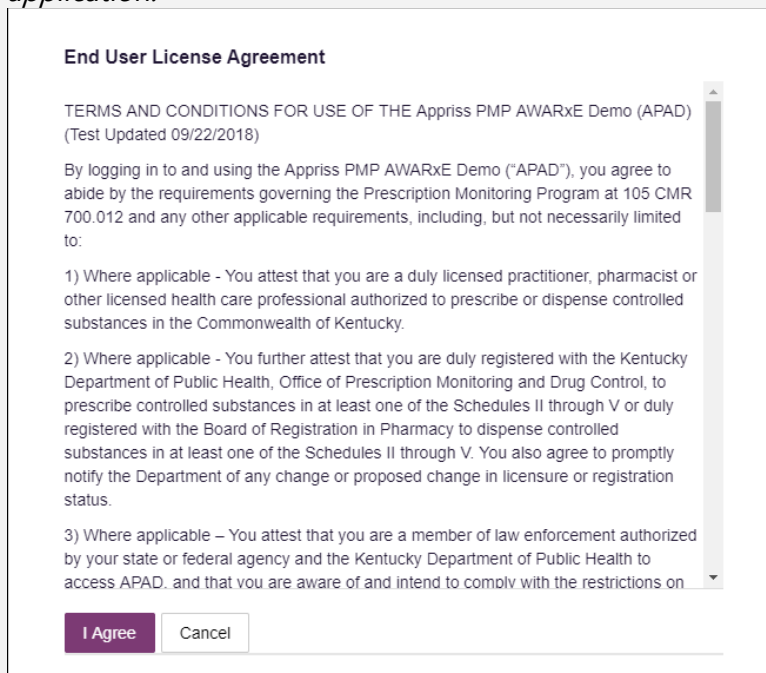 application.
End User License Agreement
TERMS AND CONDITIONS FOR USE OF THE Appriss PMP AWARxE Demo (APAD)
(Test Updated 09/22/2018)
By logging in to and using the Appriss PMP AWARxE Demo (“APAD”), you agree to
abide by the requirements governing the Prescription Monitoring Program at 105 CMR
700.012 and any other applicable requirements, including, but not necessarily limited
to:
1) Where applicable - You attest that you are a duly licensed practitioner, pharmacist or
other licensed health care professional authorized to prescribe or dispense controlled
substances in the Commonwealth of Kentucky.
2) Where applicable - You further attest that you are duly registered with the Kentucky
Department of Public Health, Office of Prescription Monitoring and Drug Control, to
prescribe controlled substances in at least one of the Schedules II through V or duly
registered with the Board of Registration in Pharmacy to dispense controlled
substances in at least one of the Schedules II through V. You also agree to promptly
notify the Department of any change or proposed change in licensure or registration
status.
3) Where applicable – You attest that you are a member of law enforcement authorized
by your state or federal agency and the Kentucky Department of Public Health to
access APAD, and that you are aware of and intend to comply with the restrictions on
I Agree
Cancel